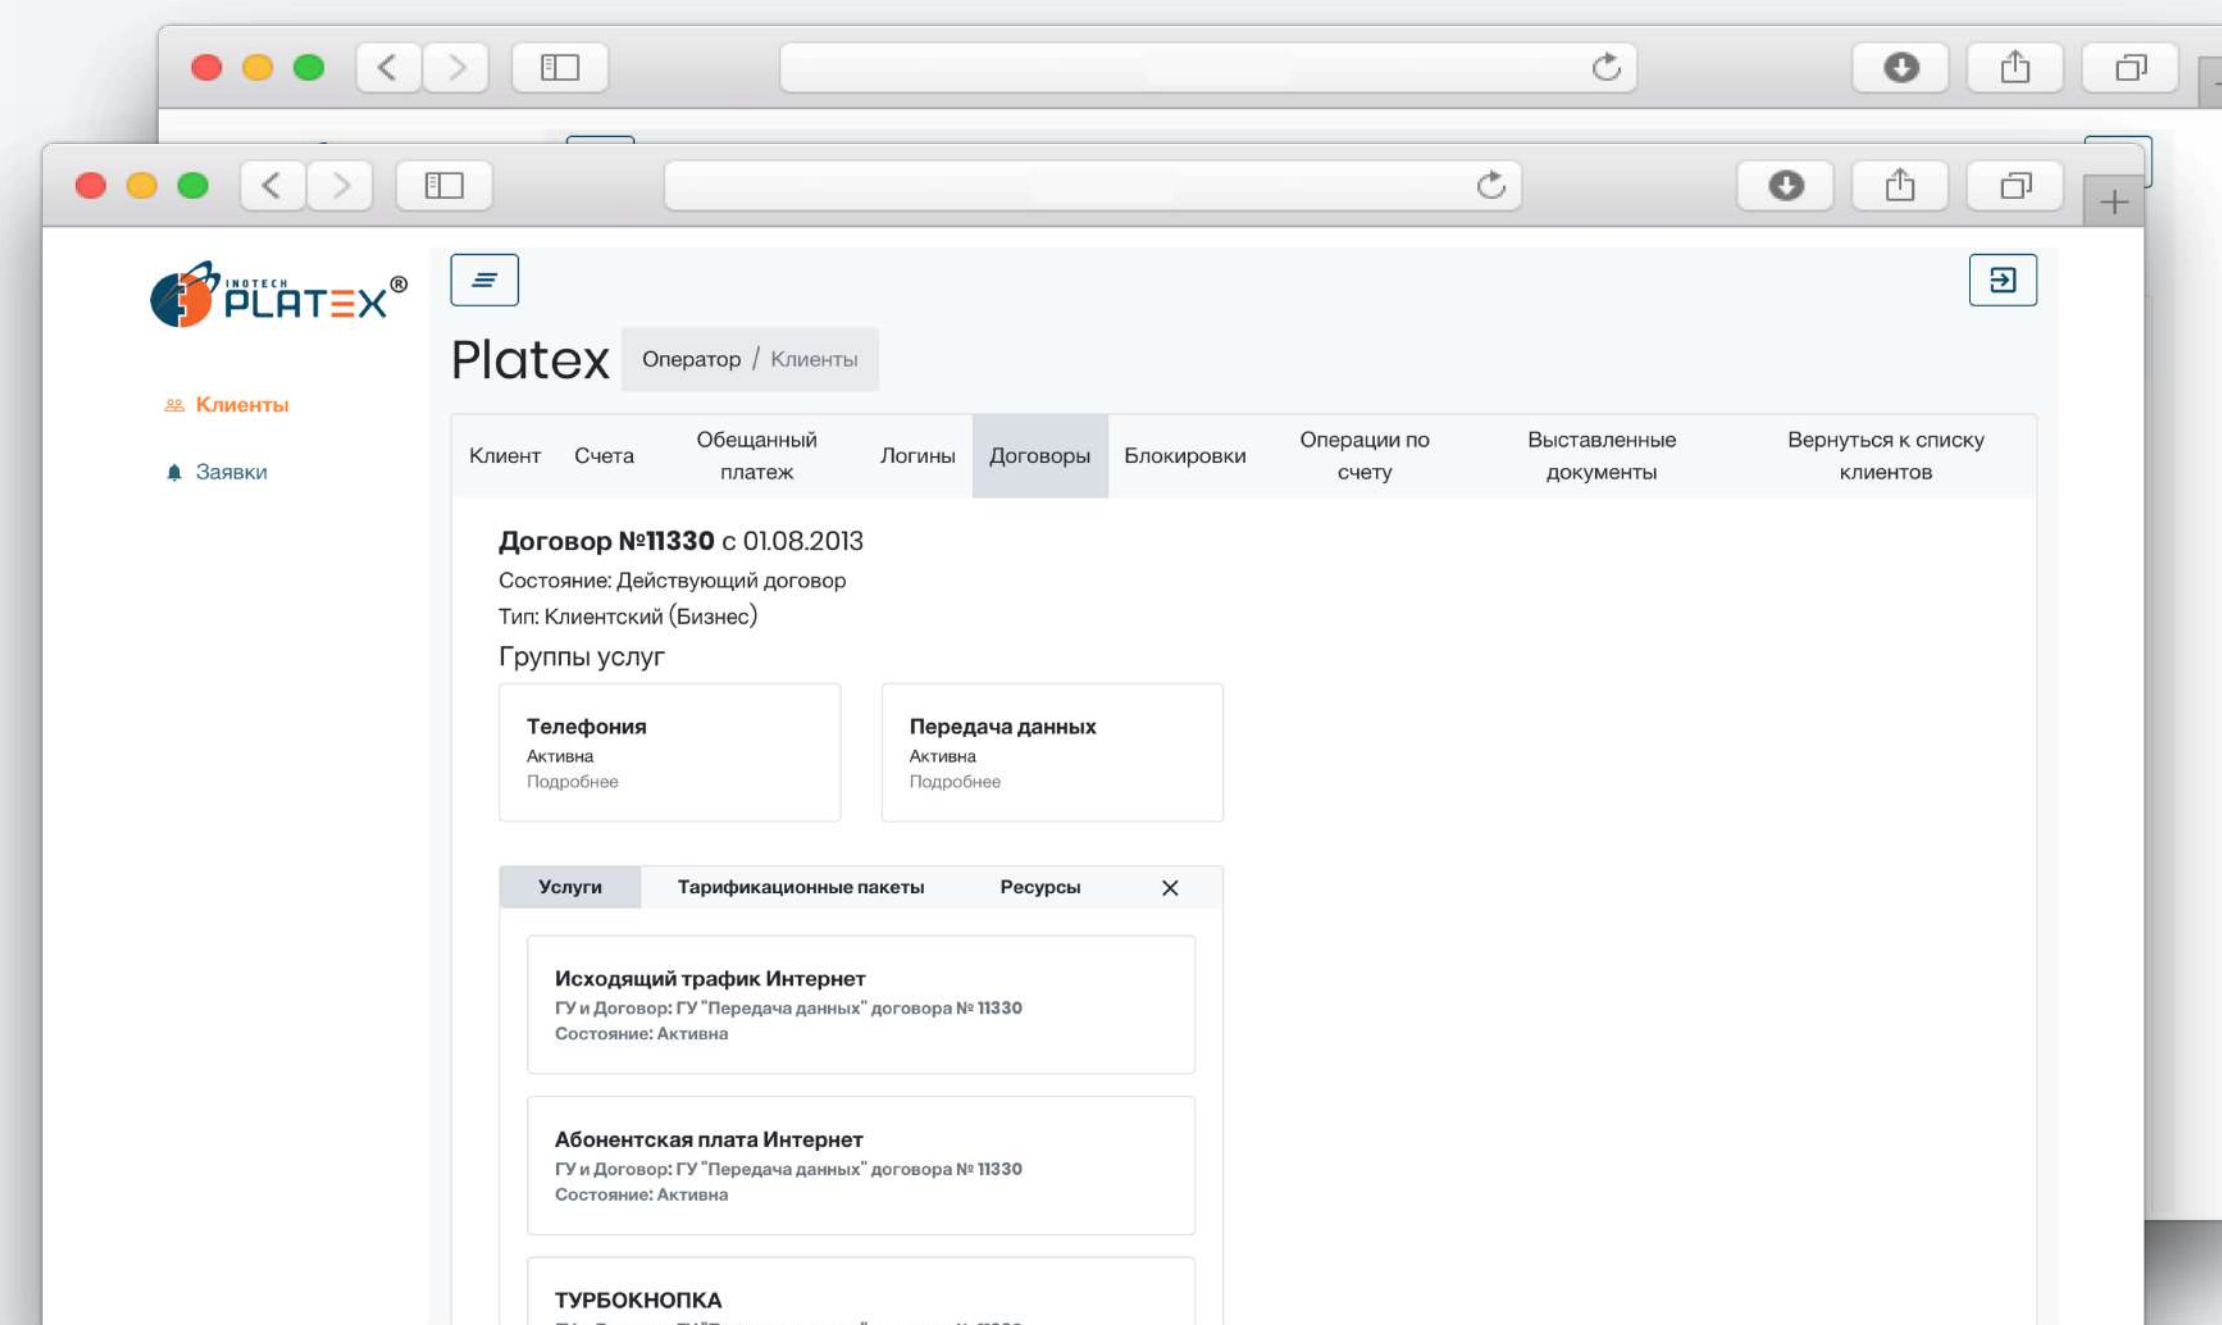 INOTECH
PLATEX®
Platex
Оператор / Клиенты
Клиенты
Заявки
Клиент
Счета
Обещанный
платеж
Логины
Договоры
Блокировки
Операции по
счету
Выставленные
документы
Вернуться к списку
клиентов
Договор №11330 с 01.08.2013
Состояние: Действующий договор
Тип: Клиентский (Бизнес)
Группы услуг
Телефония
Активна
Подробнее
Передача данных
Активна
Подробнее
Услуги
Тарификационные пакеты
Ресурсы
Исходящий трафик Интернет
ГУ и Договор: ГУ "Передача данных" договора № 11330
Состояние: Активна
Абонентская плата Интернет
ГУ и Договор: ГУ "Передача данных" договора № 11330
Состояние: Активна
ТУРБОКНОПКА